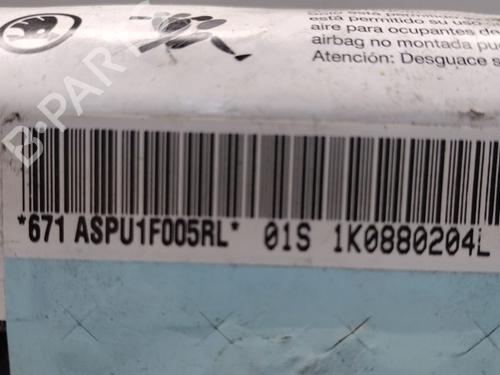 está permitido su uso
aire para ocupantes de
airbag no montada pu
Atención: Desguace s
*671 ASPU1F005RL* 01S 1K0880204L
B-PARTS